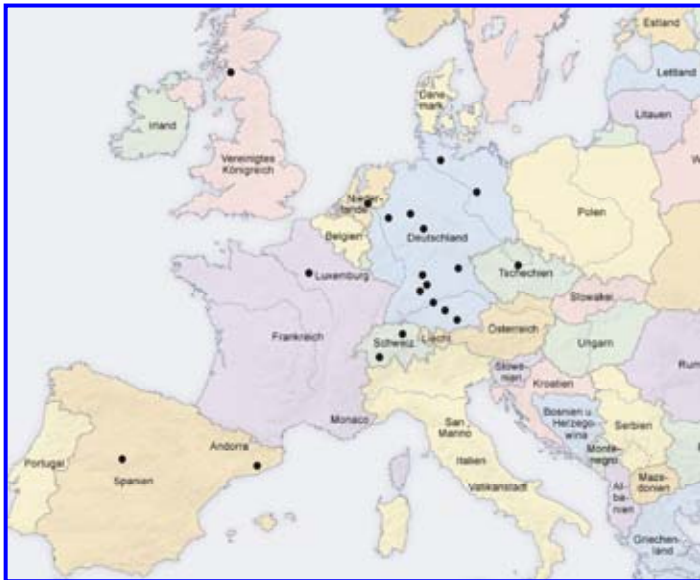 Estland
Lettland
Litauen
Däne
mark.
Irland
Vereinigtes
Königreich
Nieder-
lande
Polen
Belgien
Deutschland
Luxemburg
Tschechien
Slowakei
Frankreich
Schweiz
Liecht.
Österreich
Ungarn
Slowe-
nien
Kroatien
Rum
Monaco
San
Marino
Bosnien u
Herzego
wina
Serbien
Andorra
Portugal
Spanien
Italien
Monte-
negro
Vatikanstadt
Al-
ba-
nien
Maze-
donien
Griechen-
land